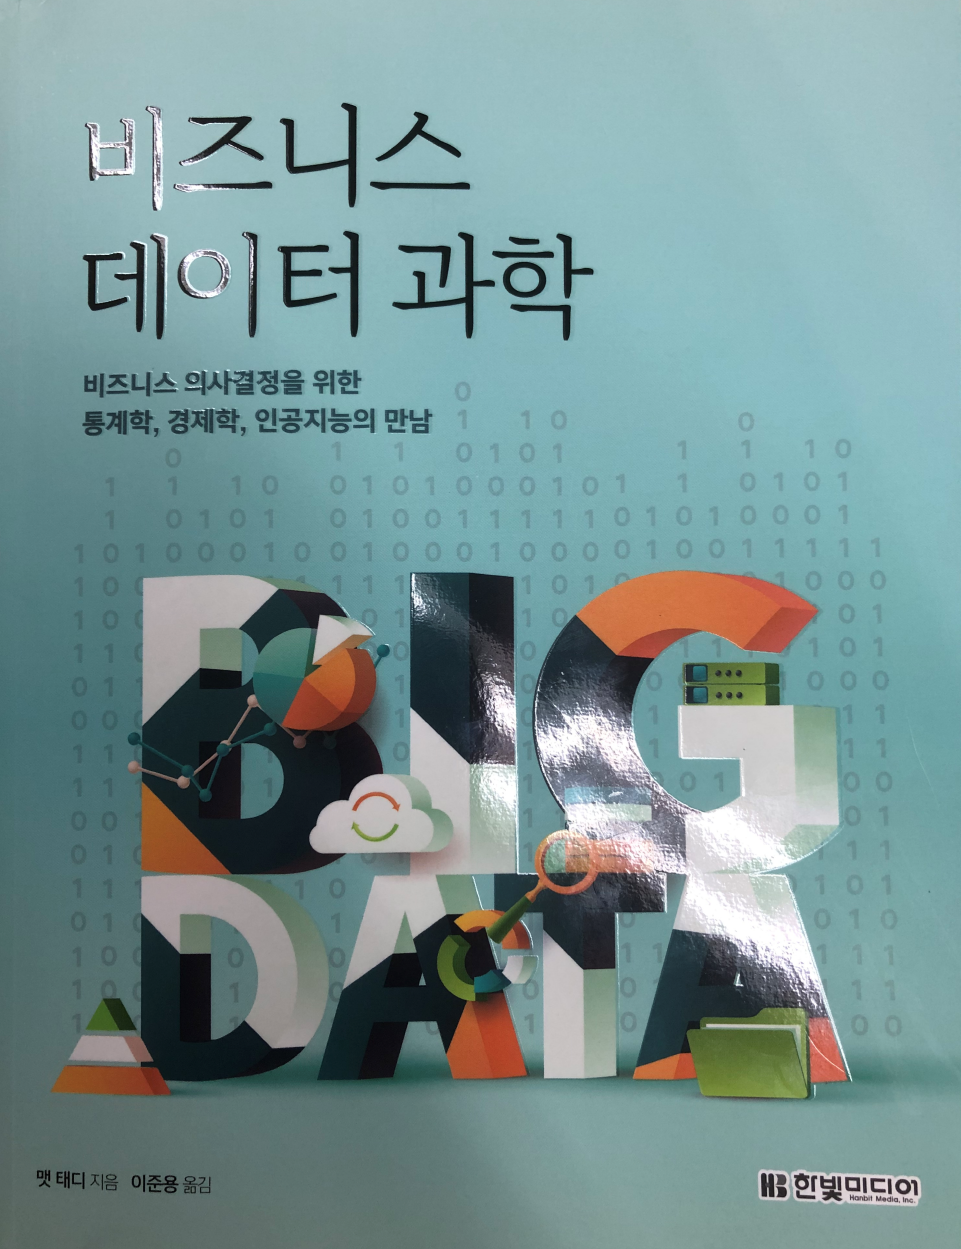 비즈니스
데이터 과학
비즈니스 의사결정을 위한
통계학, 경제학, 인공지능의 만남
BIG
DATA
맷 태디 지음 이준용 옮김
HB 한빛미디어
Hanbit Media, Inc.